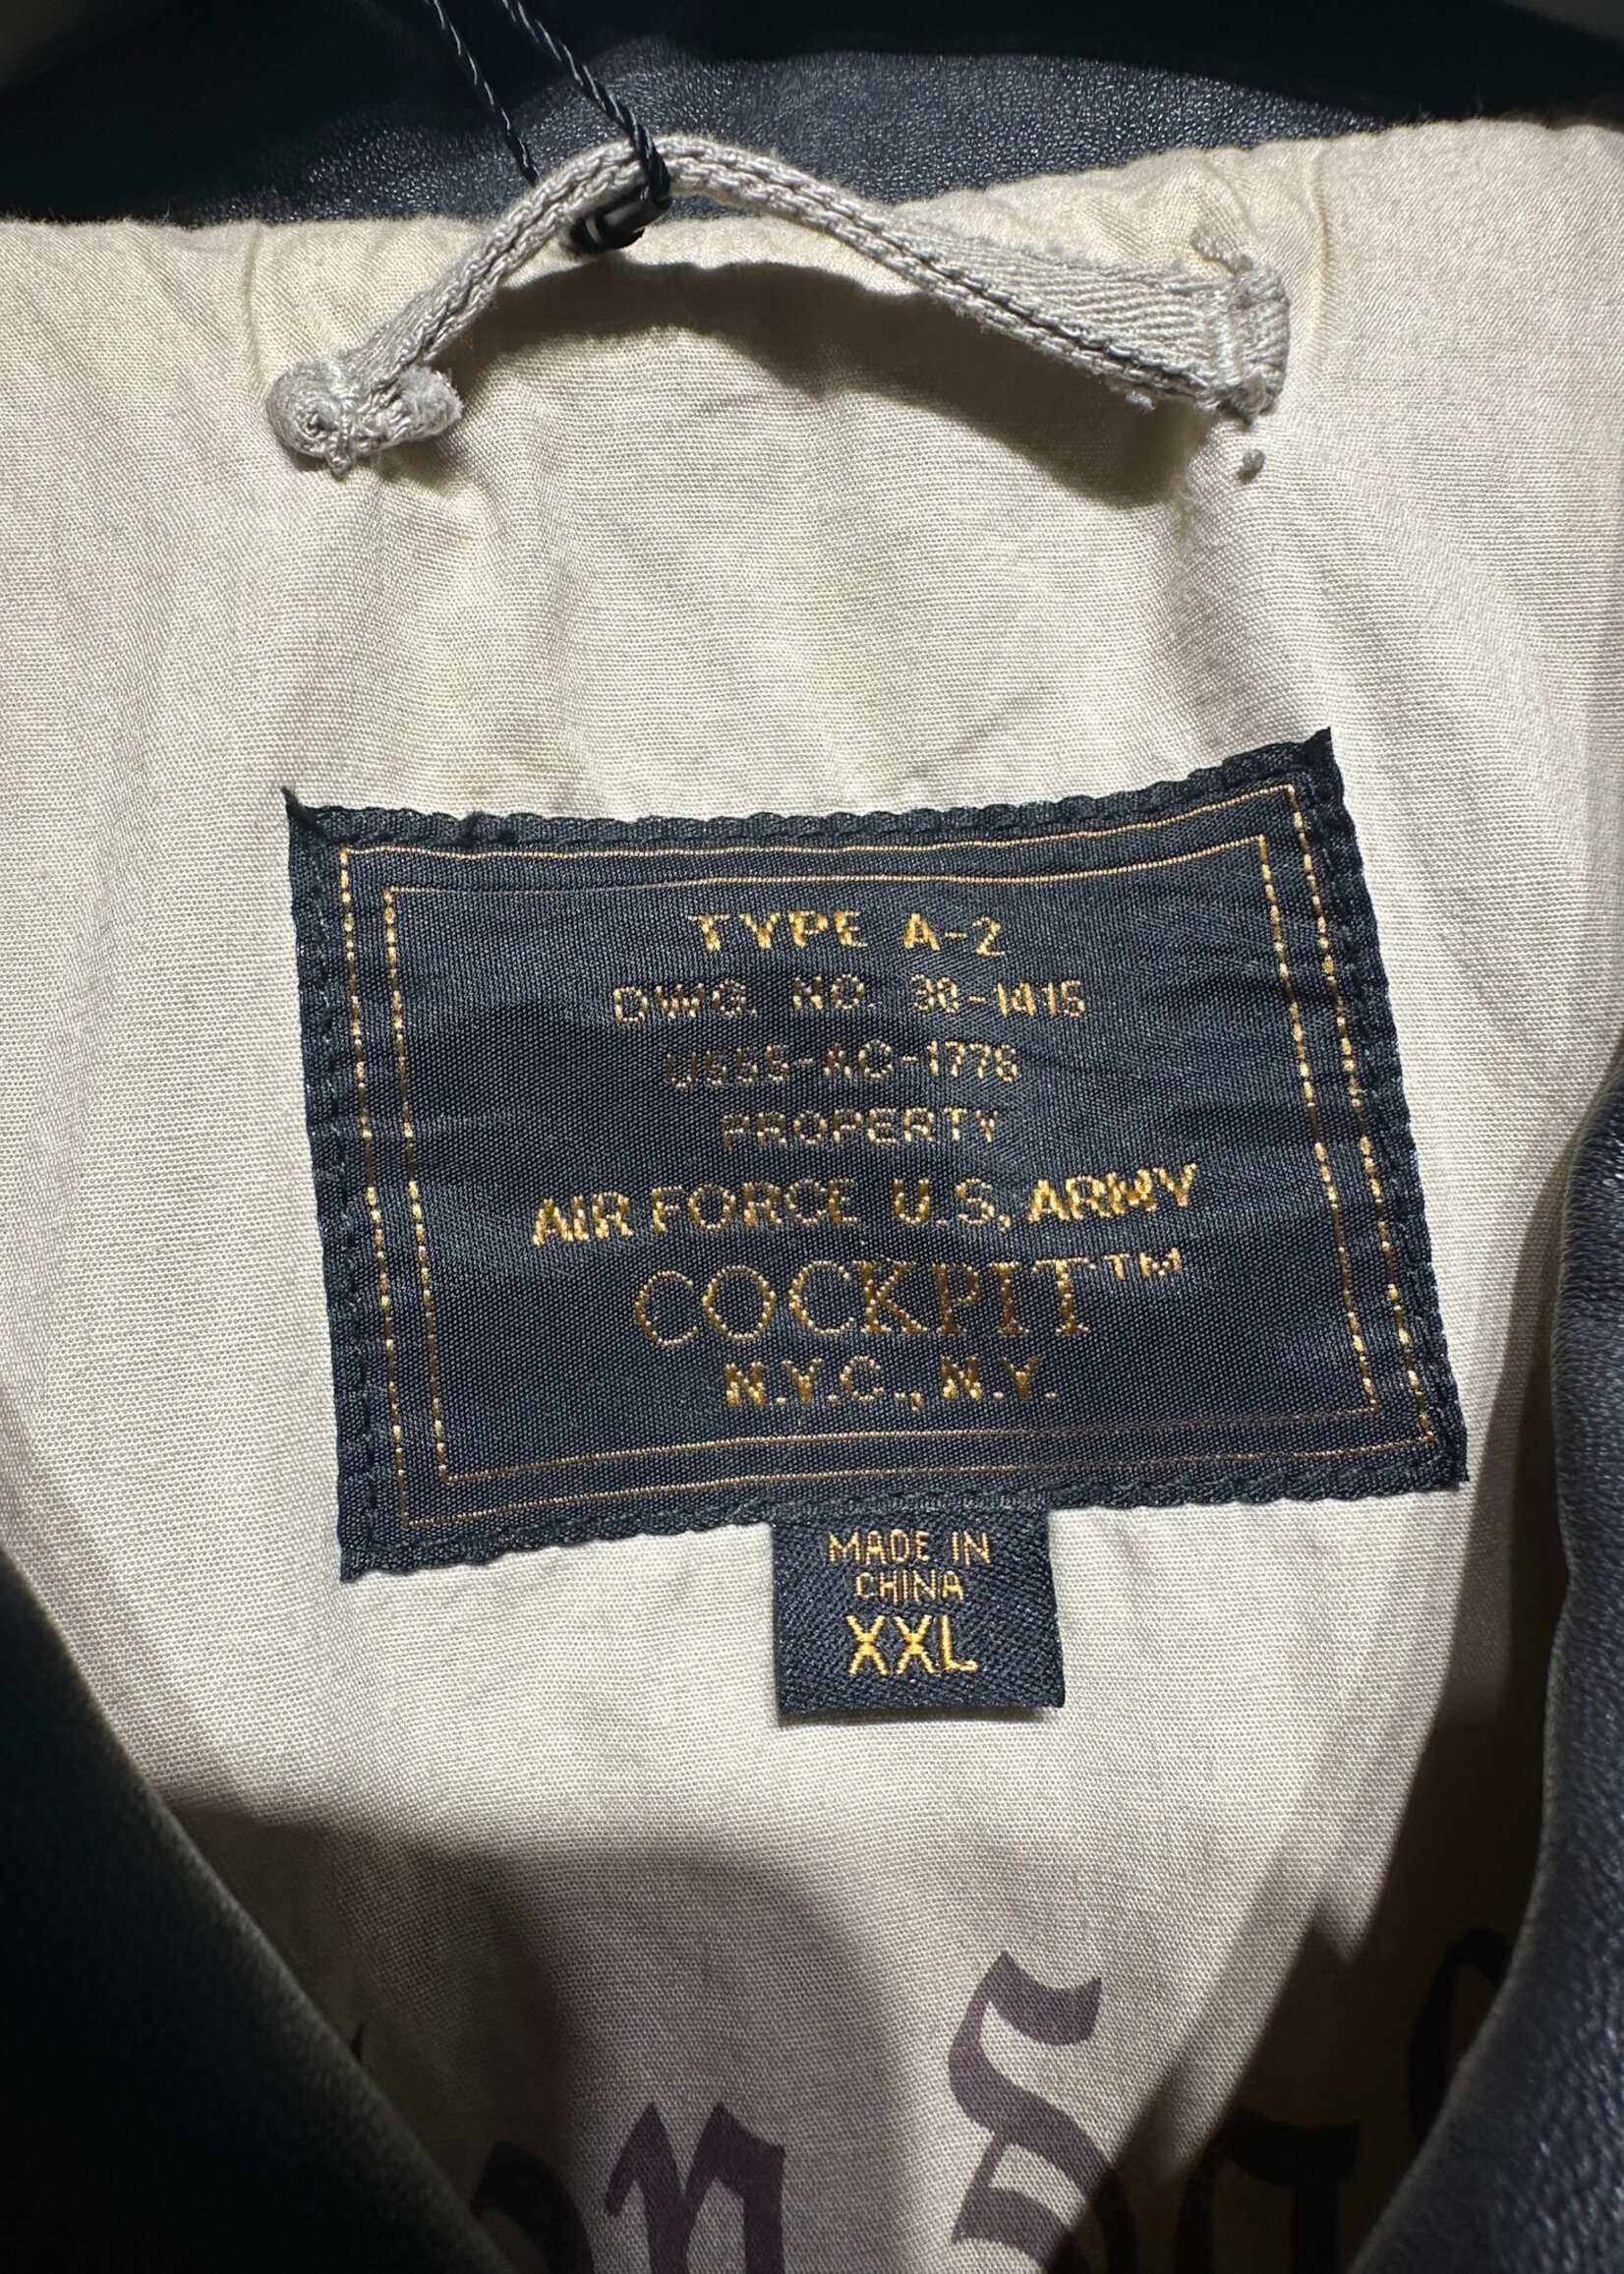 TYPE A-2
DWG. NO. 30-1415
USSS-AC-1776
PROPERTY
AIR FORCE U.S. ARMY
COCKPIT™
N.Y.C., N.Y.
MADE IN
CHINA
XXL